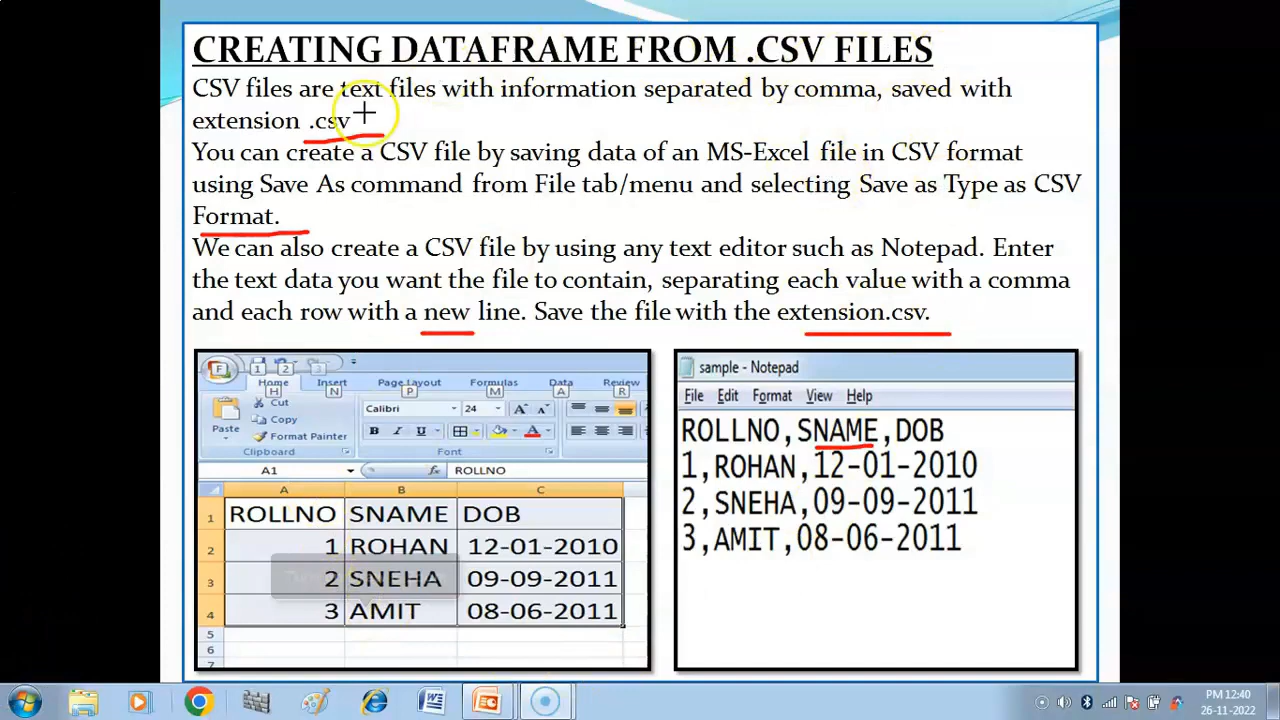 CREATING DATAFRAME FROM .CSV FILES
CSV files are text files with information separated by comma, saved with
extension .csv
You can create a CSV file by saving data of an MS-Excel file in CSV format
using Save As command from File tab/menu and selecting Save as Type as CSV
Format.
We can also create a CSV file by using any text editor such as Notepad. Enter
the text data you want the file to contain, separating each value with a comma
and each row with a new line. Save the file with the extension.csv.
F 1 2 3
Home Insert Page Layout Formulas Data Review
H N P M A R
Paste
Cut
Copy
Format Painter
Clipboard
Calibri 24 A A
B I U A
Font
A1 fx ROLLNO
A B C
1 ROLLNO SNAME DOB
2 1 ROHAN 12-01-2010
3 2 SNEHA 09-09-2011
4 3 AMIT 08-06-2011
5
6
7
sample - Notepad
File Edit Format View Help
ROLLNO,SNAME,DOB
1,ROHAN,12-01-2010
2,SNEHA,09-09-2011
3,AMIT,08-06-2011
PM 12:40
26-11-2022